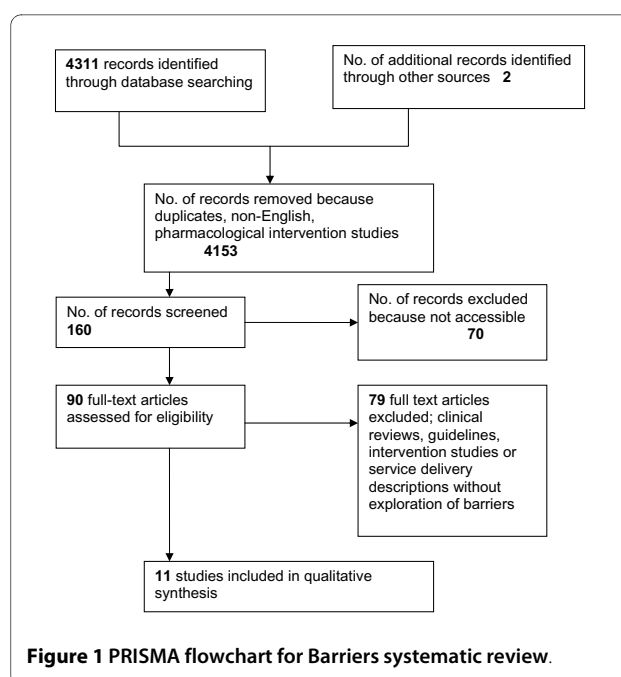 4311 records identified
through database searching
No. of additional records identified
through other sources 2
No. of records removed because
duplicates, non-English,
pharmacological intervention studies
4153
No. of records screened
160
No. of records excluded
because not accessible
70
90 full-text articles
assessed for eligibility
79 full text articles
excluded; clinical
reviews, guidelines,
intervention studies or
service delivery
descriptions without
exploration of barriers
11 studies included in qualitative
synthesis
Figure 1 PRISMA flowchart for Barriers systematic review.